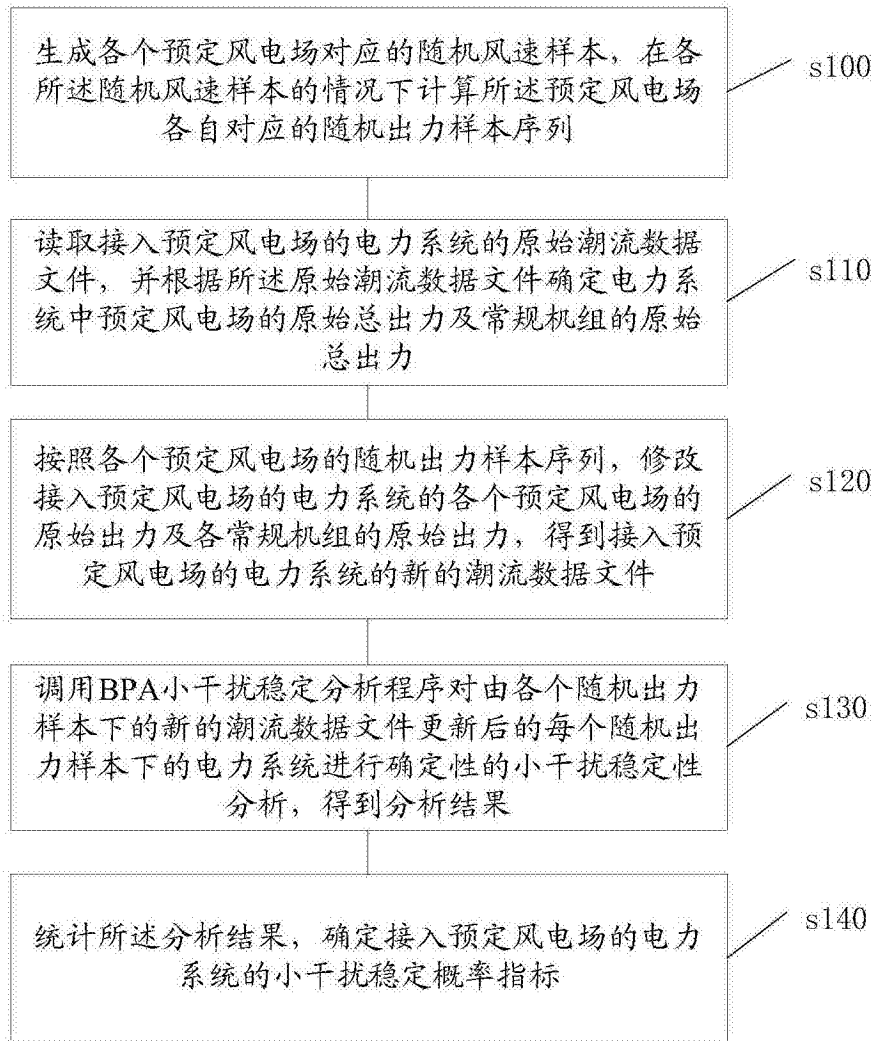 生成各个预定风电场对应的随机风速样本，在各
所述随机风速样本的情况下计算所述预定风电场
各自对应的随机出力样本序列
s100
读取接入预定风电场的电力系统的原始潮流数据
文件，并根据所述原始潮流数据文件确定电力系
统中预定风电场的原始总出力及常规机组的原始
总出力
s110
按照各个预定风电场的随机出力样本序列，修改
接入预定风电场的电力系统的各个预定风电场的
原始出力及各常规机组的原始出力，得到接入预
定风电场的电力系统的新的潮流数据文件
s120
调用BPA小干扰稳定分析程序对由各个随机出力
样本下的新的潮流数据文件更新后的每个随机出
力样本下的电力系统进行确定性的小干扰稳定性
分析，得到分析结果
s130
统计所述分析结果，确定接入预定风电场的电力
系统的小干扰稳定概率指标
s140